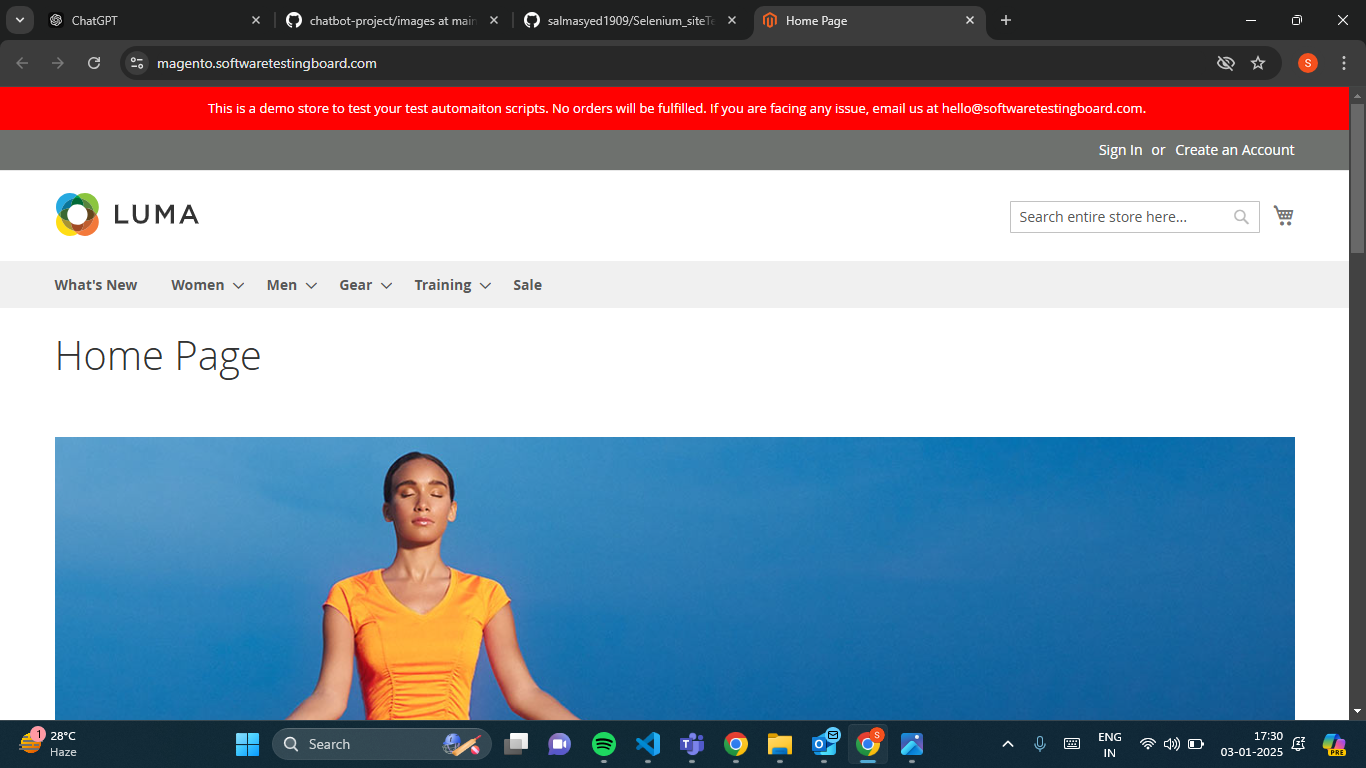 ChatGPT
chatbot-project/images at main
salmasyed1909/Selenium_siteTe
Home Page
magento.softwaretestingboard.com
S
This is a demo store to test your test automaiton scripts. No orders will be fulfilled. If you are facing any issue, email us at hello@softwaretestingboard.com.
Sign In or Create an Account
LUMA
Search entire store here...
What's New Women Men Gear Training Sale
Home Page
1
28°C
Haze
Search
S
ENG
IN
17:30
03-01-2025
PRE